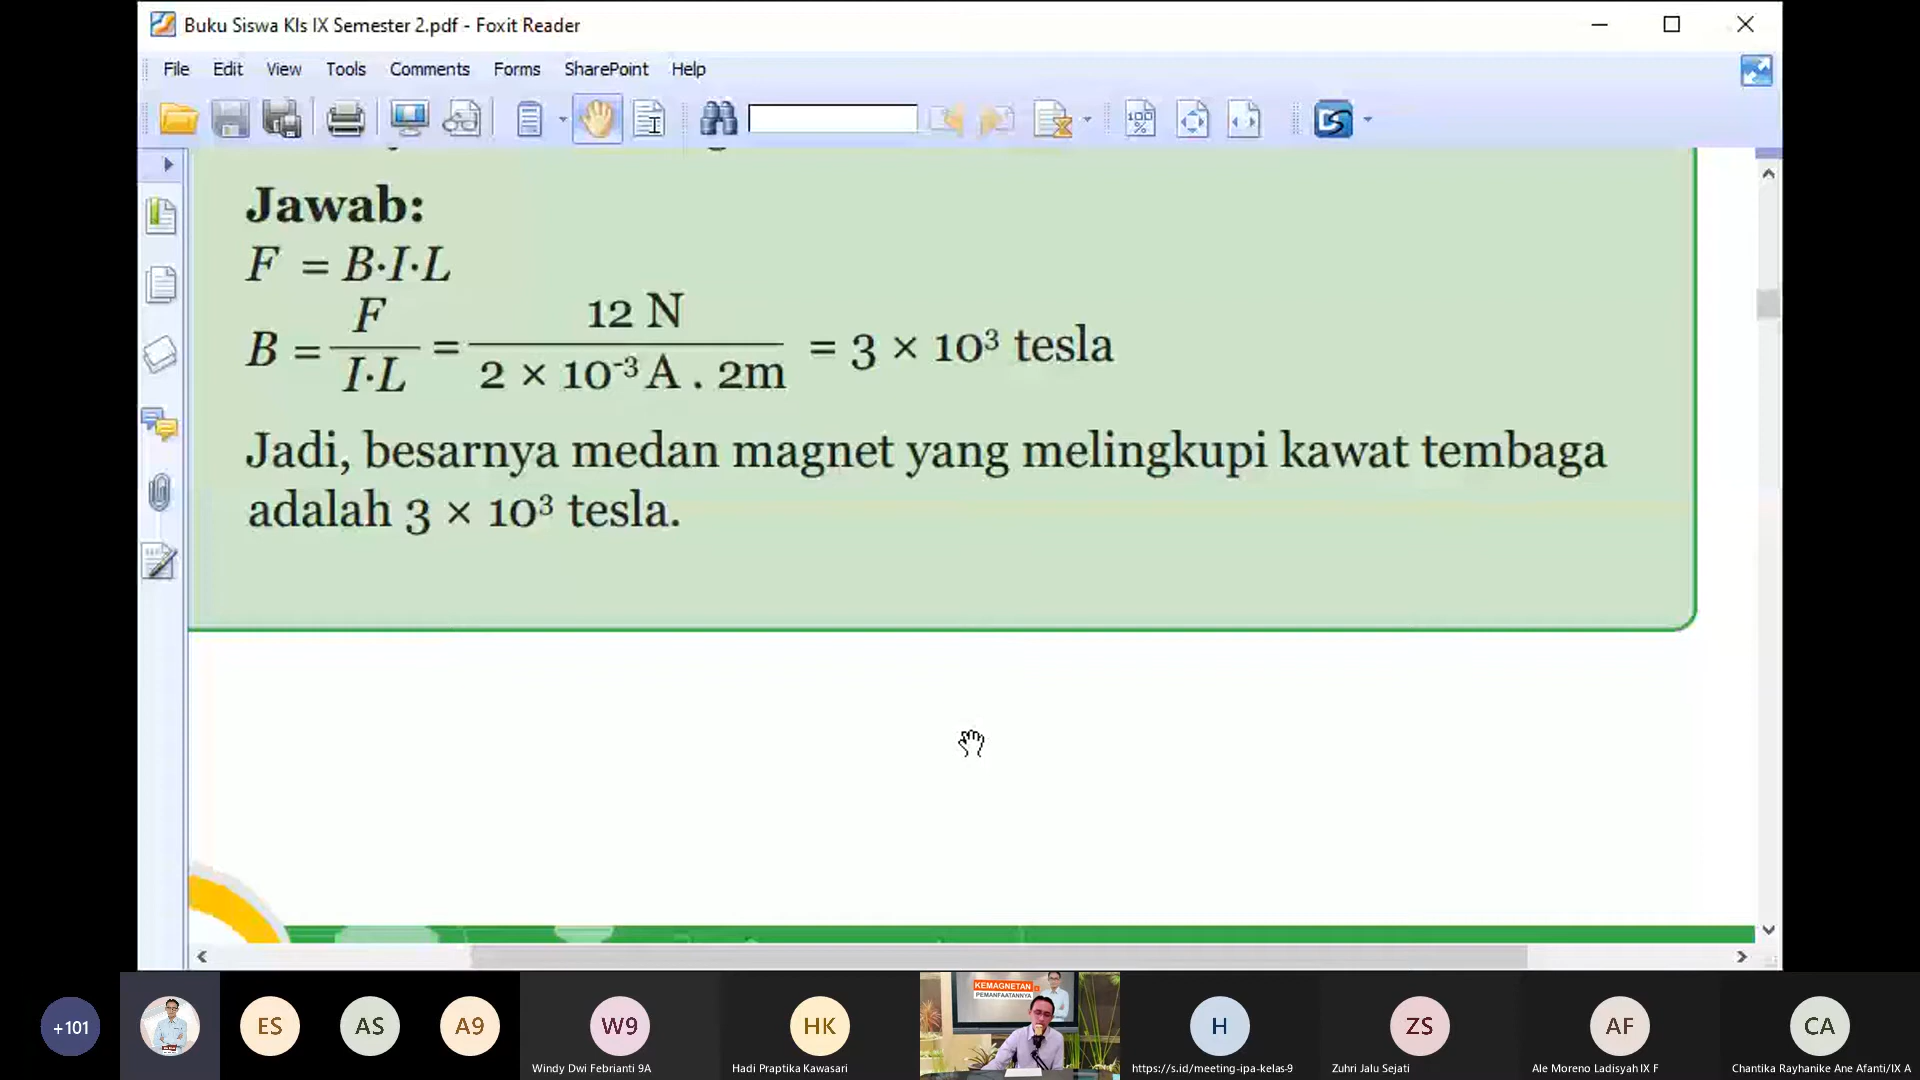 Buku Siswa Kls IX Semester 2.pdf - Foxit Reader
File Edit View Tools Comments Forms SharePoint Help
Jawab:
F = B·I·L
B = F / I·L = 12 N / 2 × 10⁻³ A . 2m = 3 × 10³ tesla
Jadi, besarnya medan magnet yang melingkupi kawat tembaga
adalah 3 × 10³ tesla.
KEMAGNETAN
PEMANFAATANNYA
+101 ES AS A9 W9 HK H ZS AF CA
Windy Dwi Febrianti 9A Hadi Praptika Kawasari https://s.id/meeting-ipa-kelas-9 Zuhri Jalu Sejati Ale Moreno Ladisyah IX F Chantika Rayhanike Ane Afanti/IX A